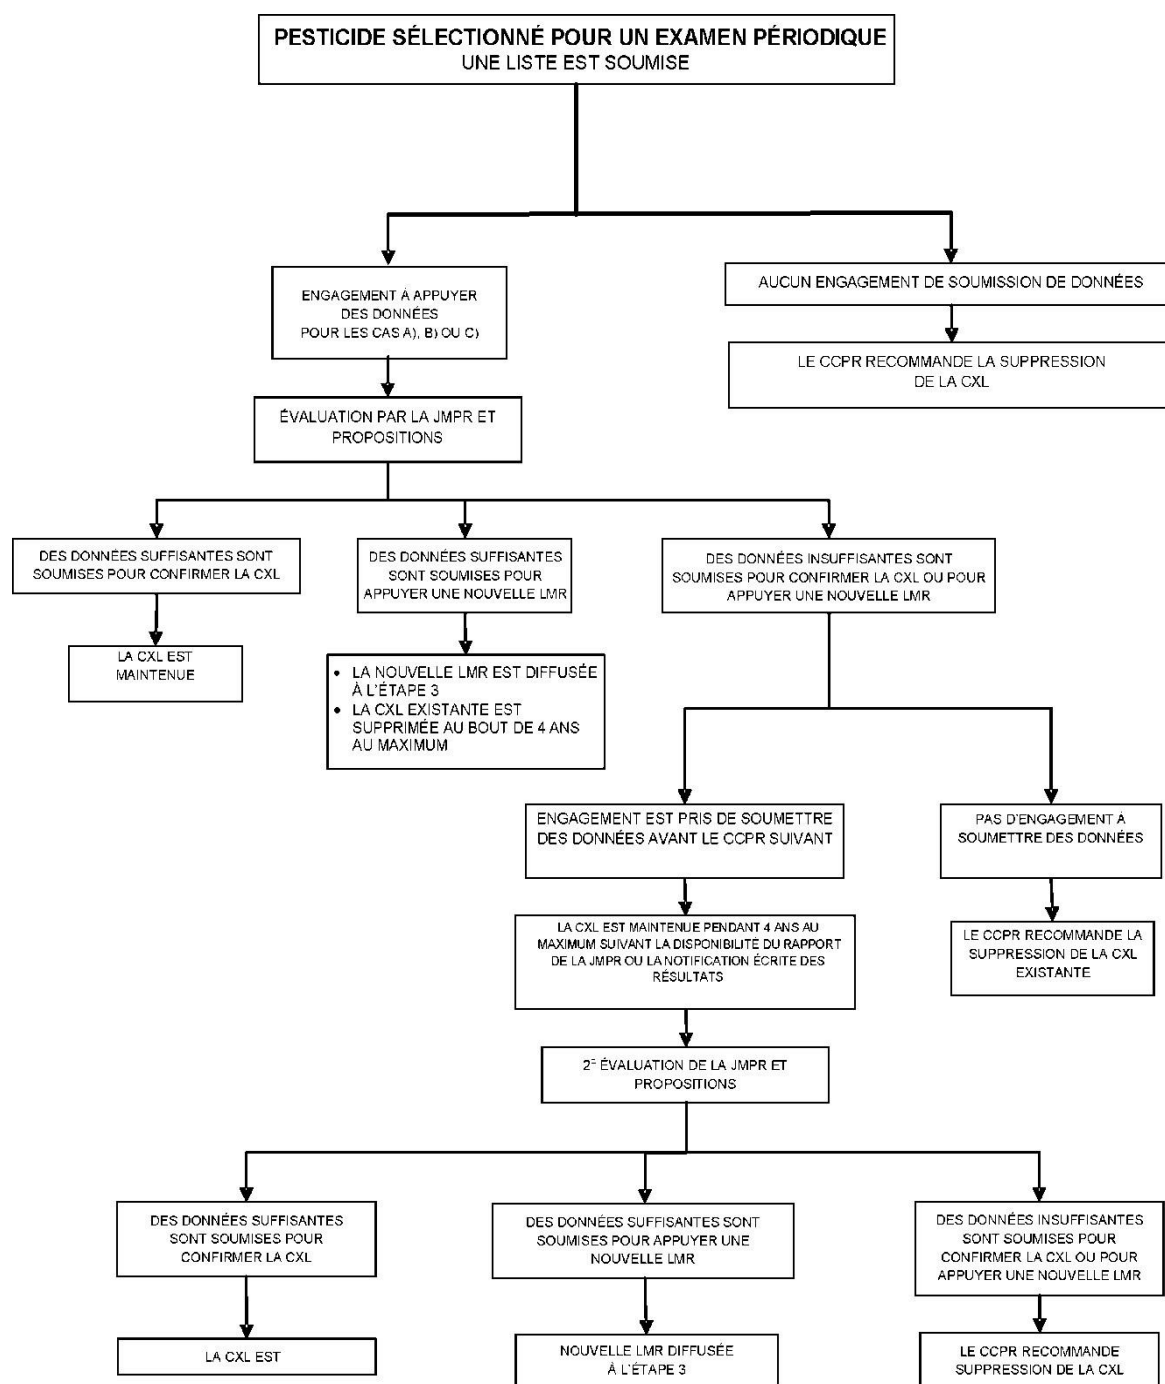 PESTICIDE SÉLECTIONNÉ POUR UN EXAMEN PÉRIODIQUE
UNE LISTE EST SOUMISE
ENGAGEMENT À APPUYER
DES DONNÉES
POUR LES CAS A), B) OU C)
AUCUN ENGAGEMENT DE SOUMISSION DE DONNÉES
LE CCPR RECOMMANDE LA SUPPRESSION
DE LA CXL
ÉVALUATION PAR LA JMPR ET
PROPOSITIONS
DES DONNÉES SUFFISANTES SONT
SOUMISES POUR CONFIRMER LA CXL
DES DONNÉES SUFFISANTES
SONT SOUMISES POUR
APPUYER UNE NOUVELLE LMR
DES DONNÉES INSUFFISANTES SONT
SOUMISES POUR CONFIRMER LA CXL OU POUR
APPUYER UNE NOUVELLE LMR
LA CXL EST
MAINTENUE
• LA NOUVELLE LMR EST DIFFUSÉE
À L'ÉTAPE 3
• LA CXL EXISTANTE EST
SUPPRIMÉE AU BOUT DE 4 ANS
AU MAXIMUM
ENGAGEMENT EST PRIS DE SOUMETTRE
DES DONNÉES AVANT LE CCPR SUIVANT
PAS D'ENGAGEMENT À
SOUMETTRE DES DONNÉES
LA CXL EST MAINTENUE PENDANT 4 ANS AU
MAXIMUM SUIVANT LA DISPONIBILITÉ DU RAPPORT
DE LA JMPR OU LA NOTIFICATION ÉCRITE DES
RÉSULTATS
LE CCPR RECOMMANDE LA
SUPPRESSION DE LA CXL
EXISTANTE
2E ÉVALUATION DE LA JMPR ET
PROPOSITIONS
DES DONNÉES SUFFISANTES
SONT SOUMISES POUR
CONFIRMER LA CXL
DES DONNÉES SUFFISANTES SONT
SOUMISES POUR APPUYER UNE
NOUVELLE LMR
DES DONNÉES INSUFFISANTES
SONT SOUMISES POUR
CONFIRMER LA CXL OU POUR
APPUYER UNE NOUVELLE LMR
LA CXL EST
NOUVELLE LMR DIFFUSÉE
À L'ÉTAPE 3
LE CCPR RECOMMANDE
SUPPRESSION DE LA CXL